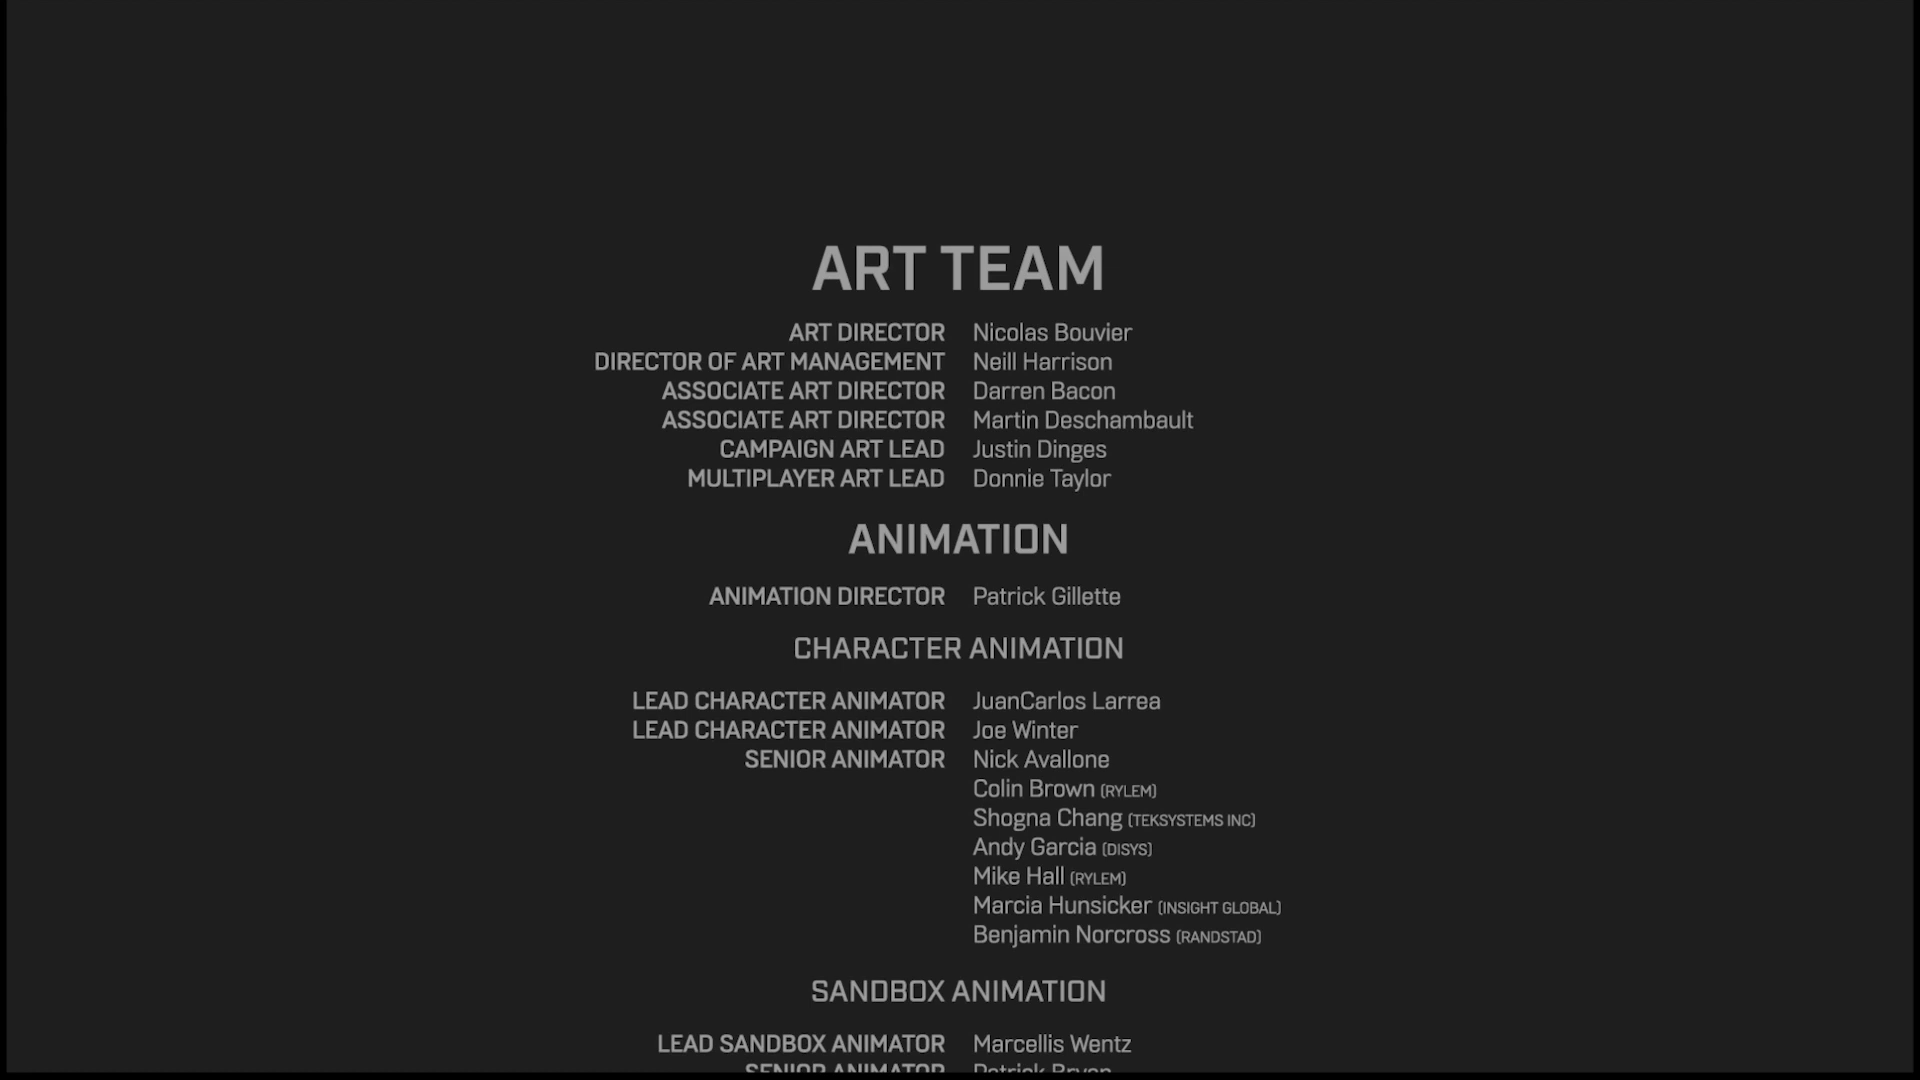 ART TEAM
ART DIRECTOR Nicolas Bouvier
DIRECTOR OF ART MANAGEMENT Neill Harrison
ASSOCIATE ART DIRECTOR Darren Bacon
ASSOCIATE ART DIRECTOR Martin Deschambault
CAMPAIGN ART LEAD Justin Dinges
MULTIPLAYER ART LEAD Donnie Taylor
ANIMATION
ANIMATION DIRECTOR Patrick Gillette
CHARACTER ANIMATION
LEAD CHARACTER ANIMATOR JuanCarlos Larrea
LEAD CHARACTER ANIMATOR Joe Winter
SENIOR ANIMATOR Nick Avallone
Colin Brown (RYLEM)
Shogna Chang (TEKSYSTEMS INC)
Andy Garcia (DISYS)
Mike Hall (RYLEM)
Marcia Hunsicker (INSIGHT GLOBAL)
Benjamin Norcross (RANDSTAD)
SANDBOX ANIMATION
LEAD SANDBOX ANIMATOR Marcellis Wentz
SENIOR ANIMATOR Patrick